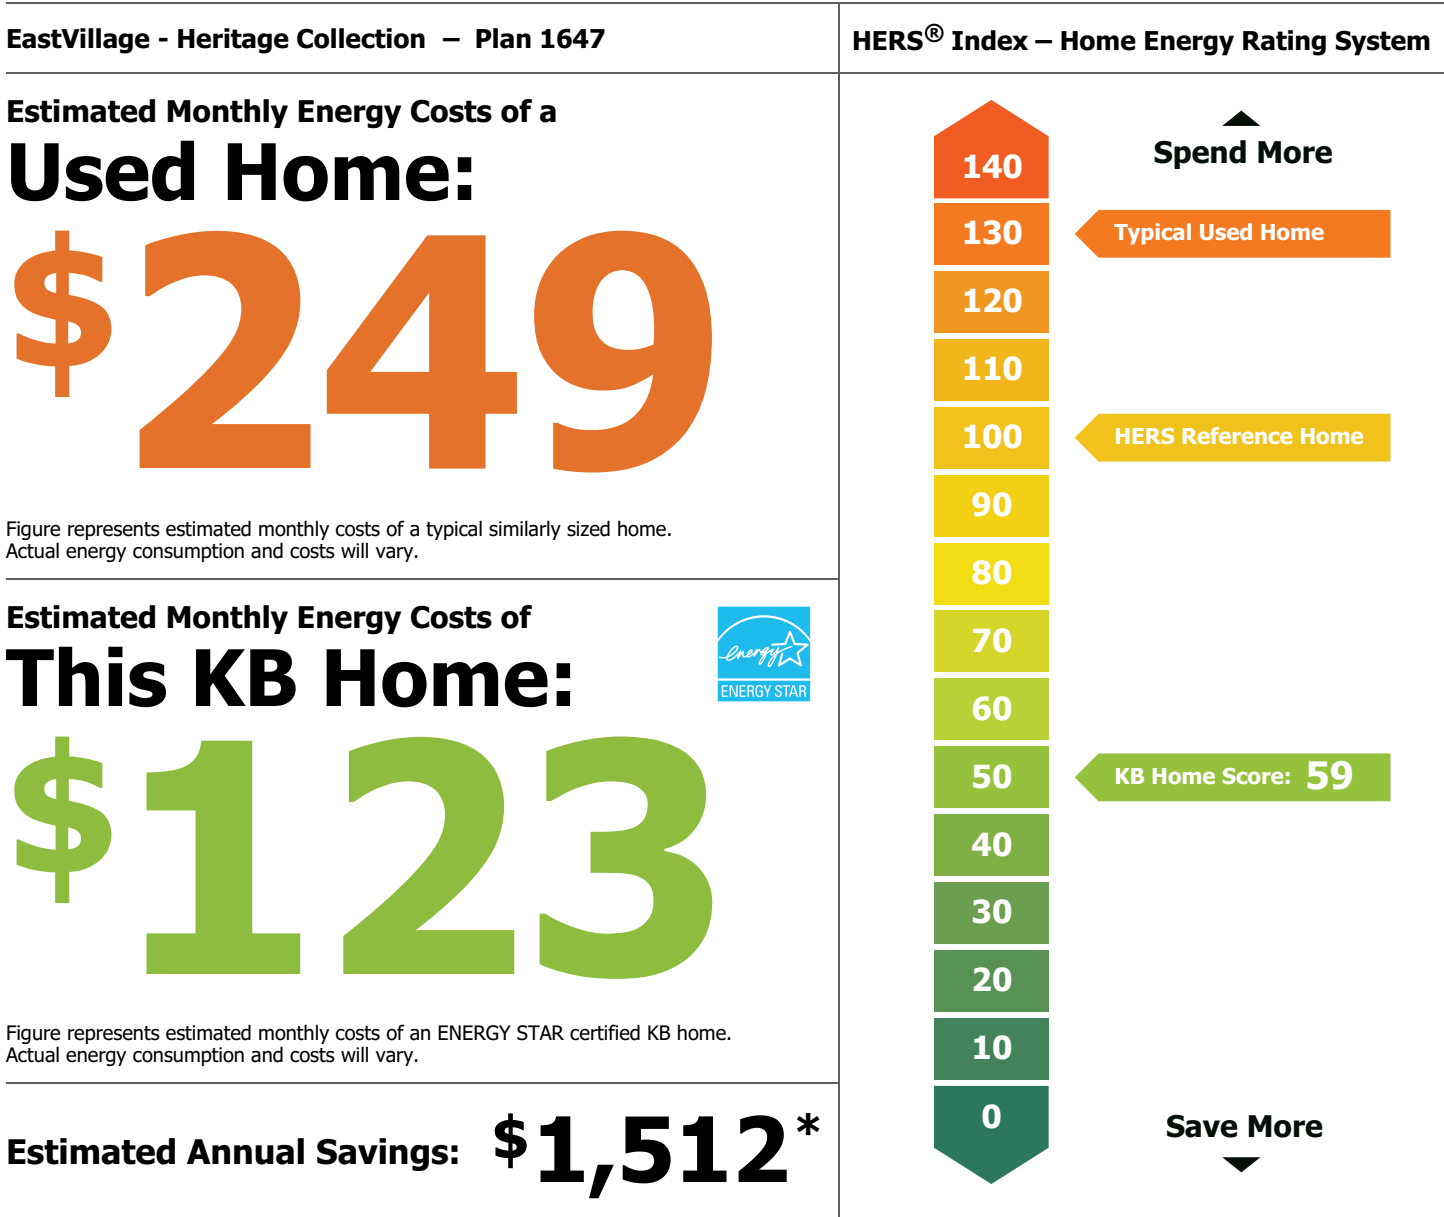 EastVillage - Heritage Collection – Plan 1647
Estimated Monthly Energy Costs of a
Used Home:
$249
Figure represents estimated monthly costs of a typical similarly sized home.
Actual energy consumption and costs will vary.
Estimated Monthly Energy Costs of
This KB Home:
energy
ENERGY STAR
$123
Figure represents estimated monthly costs of an ENERGY STAR certified KB home.
Actual energy consumption and costs will vary.
Estimated Annual Savings: $1,512*
HERS® Index – Home Energy Rating System
Spend More
140
130
Typical Used Home
120
110
100
HERS Reference Home
90
80
70
60
50
KB Home Score: 59
40
30
20
10
0
Save More